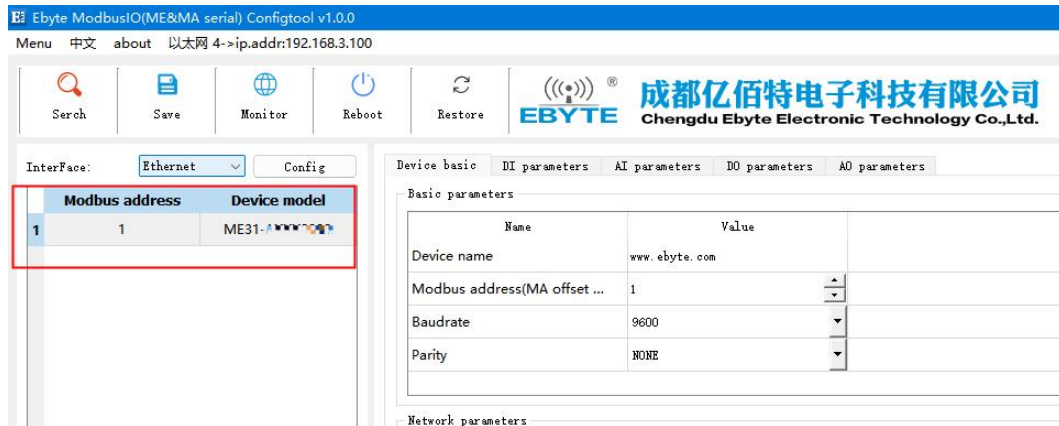 Ebyte ModbusIO(ME&MA serial) Configtool v1.0.0
Menu 中文 about 以太网 4->ip.addr:192.168.3.100
Serch Save Monitor Reboot Restore
EBYTE ®
成都亿佰特电子科技有限公司
Chengdu Ebyte Electronic Technology Co.,Ltd.
InterFace: Ethernet Config
Modbus address Device model
1 1 ME31-
Device basic DI parameters AI parameters DO parameters AO parameters
Basic parameters
Name Value
Device name www.ebyte.com
Modbus address(MA offset ... 1
Baudrate 9600
Parity NONE
Network parameters